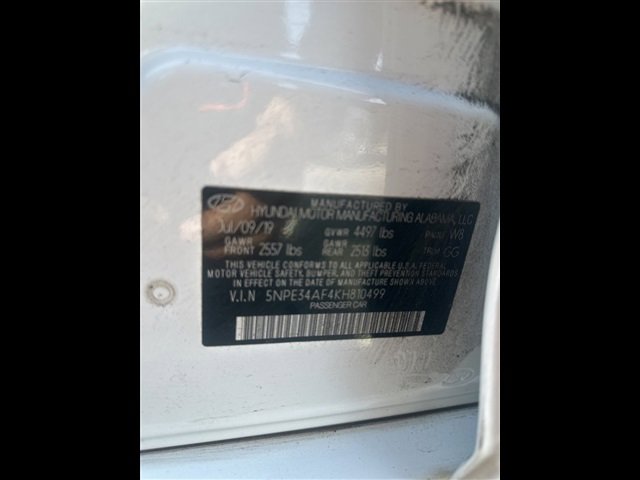 MANUFACTURED BY
HYUNDAI MOTOR MANUFACTURING ALABAMA, LLC
Jul/09/19 GVWR 4497 lbs PAINT W8
GAWR FRONT 2557 lbs GAWR REAR 2513 lbs TRIM GG
THIS VEHICLE CONFORMS TO ALL APPLICABLE U.S.A. FEDERAL
MOTOR VEHICLE SAFETY, BUMPER, AND THEFT PREVENTION STANDARDS
IN EFFECT ON THE DATE OF MANUFACTURE SHOWN ABOVE.
V.I.N 5NPE34AF4KH810499
PASSENGER CAR